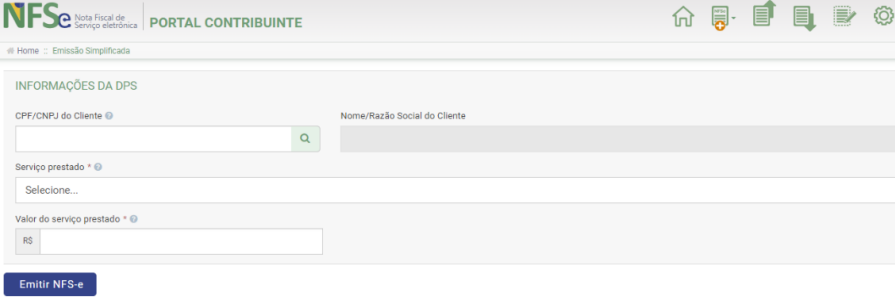 NFSe Nota Fiscal de
Serviço eletrônica
PORTAL CONTRIBUINTE
Home :: Emissão Simplificada
INFORMAÇÕES DA DPS
CPF/CNPJ do Cliente
Nome/Razão Social do Cliente
Serviço prestado *
Selecione...
Valor do serviço prestado *
R$
Emitir NFS-e